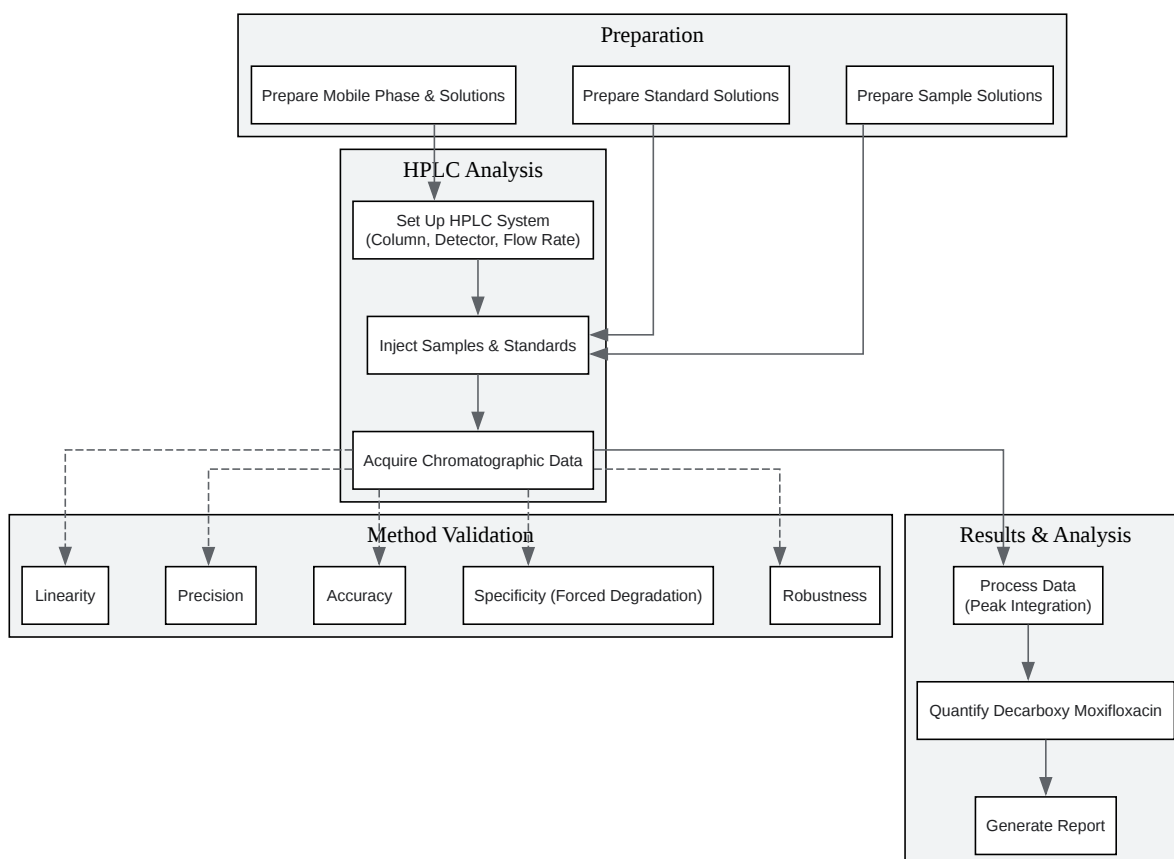 Preparation
Prepare Mobile Phase & Solutions
Prepare Standard Solutions
Prepare Sample Solutions
HPLC Analysis
Set Up HPLC System
(Column, Detector, Flow Rate)
Inject Samples & Standards
Acquire Chromatographic Data
Method Validation
Linearity
Precision
Accuracy
Specificity (Forced Degradation)
Robustness
Results & Analysis
Process Data
(Peak Integration)
Quantify Decarboxy Moxifloxacin
Generate Report